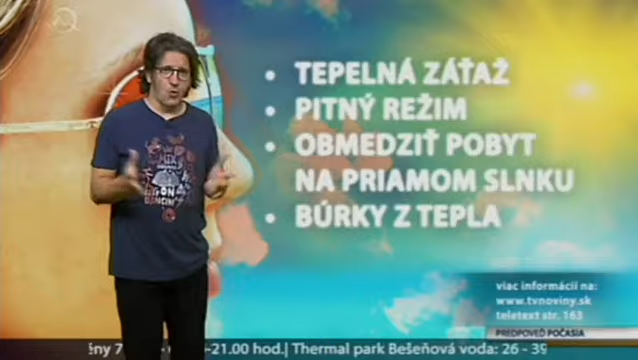 • TEPELNÁ ZÁŤAŽ
• PITNÝ REŽIM
• OBMEDZIŤ POBYT
NA PRIAMOM SLNKU
• BÚRKY Z TEPLA
viac informácií na:
www.tvnoviny.sk
teletext str. 163
PREDPOVEĎ POČASIA
-21.00 hod.| Thermal park Bešeňová voda: 26 - 39